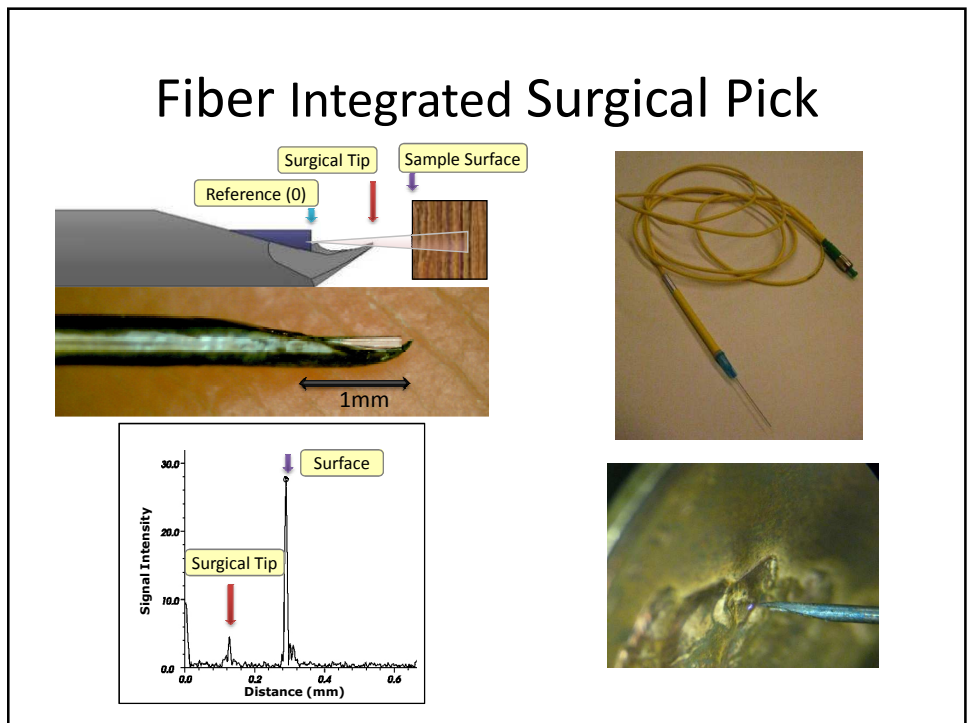 Fiber Integrated Surgical Pick
Surgical Tip
Sample Surface
Reference (0)
1mm
Surface
Surgical Tip
Signal Intensity
30.0
20.0
10.0
0.0
0.0
0.2
0.4
0.6
Distance (mm)